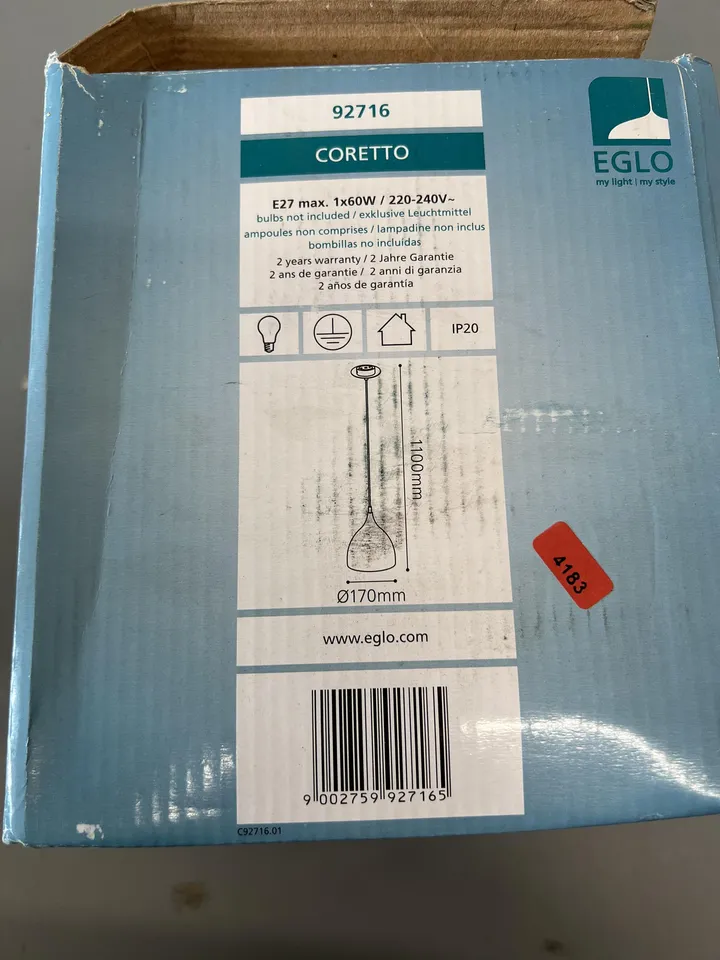 92716
CORETTO
EGLO
my light | my style
E27 max. 1x60W / 220-240V~
bulbs not included / exklusive Leuchtmittel
ampoules non comprises / lampadine non inclus
bombillas no incluídas
2 years warranty / 2 Jahre Garantie
2 ans de garantie / 2 anni di garanzia
2 años de garantía
IP20
1100mm
Ø170mm
4183
www.eglo.com
9 002759 927165
C92716.01